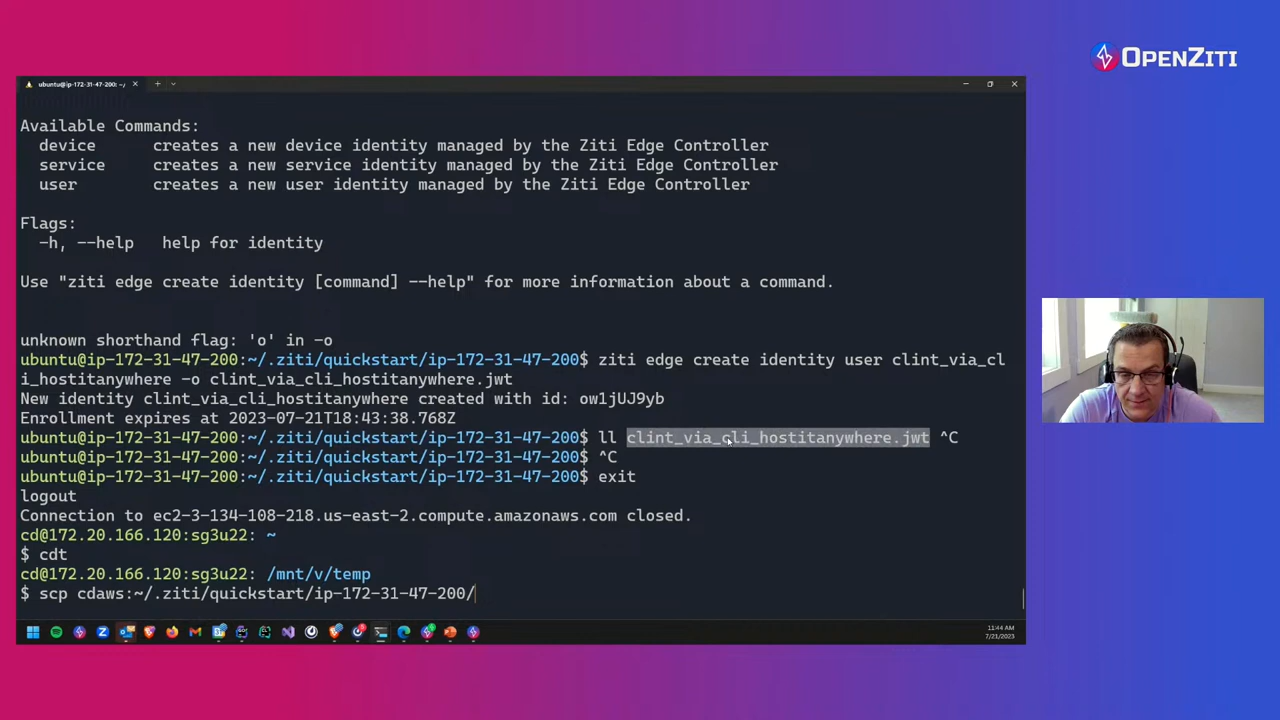 OPENZITI
ubuntu@ip-172-31-47-200: ~/
Available Commands:
device creates a new device identity managed by the Ziti Edge Controller
service creates a new service identity managed by the Ziti Edge Controller
user creates a new user identity managed by the Ziti Edge Controller
Flags:
-h, --help help for identity
Use "ziti edge create identity [command] --help" for more information about a command.
unknown shorthand flag: 'o' in -o
ubuntu@ip-172-31-47-200:~/.ziti/quickstart/ip-172-31-47-200$ ziti edge create identity user clint_via_cl
i_hostitanywhere -o clint_via_cli_hostitanywhere.jwt
New identity clint_via_cli_hostitanywhere created with id: ow1jUJ9yb
Enrollment expires at 2023-07-21T18:43:38.768Z
ubuntu@ip-172-31-47-200:~/.ziti/quickstart/ip-172-31-47-200$ ll clint_via_cli_hostitanywhere.jwt ^C
ubuntu@ip-172-31-47-200:~/.ziti/quickstart/ip-172-31-47-200$ ^C
ubuntu@ip-172-31-47-200:~/.ziti/quickstart/ip-172-31-47-200$ exit
logout
Connection to ec2-3-134-108-218.us-east-2.compute.amazonaws.com closed.
cd@172.20.166.120:sg3u22: ~
$ cdt
cd@172.20.166.120:sg3u22: /mnt/v/temp
$ scp cdaws:~/.ziti/quickstart/ip-172-31-47-200/
11:44 AM
7/21/2023